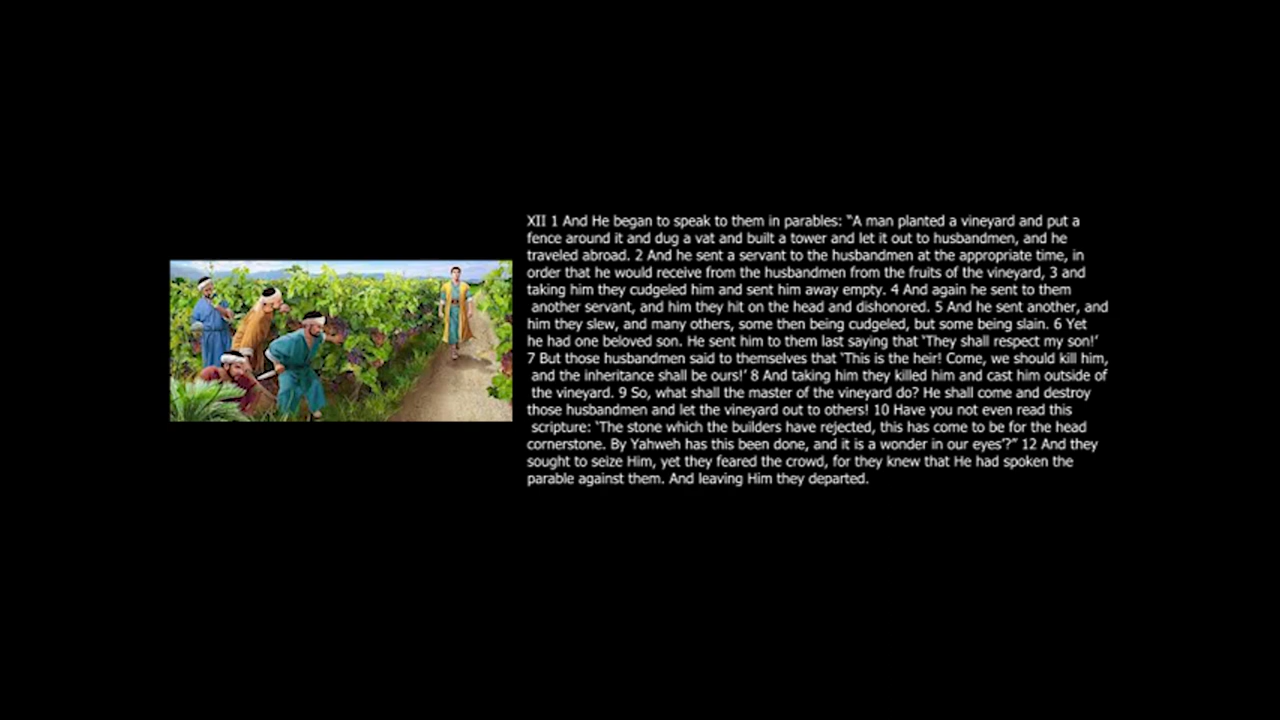 XII 1 And He began to speak to them in parables: “A man planted a vineyard and put a
fence around it and dug a vat and built a tower and let it out to husbandmen, and he
traveled abroad. 2 And he sent a servant to the husbandmen at the appropriate time, in
order that he would receive from the husbandmen from the fruits of the vineyard, 3 and
taking him they cudgeled him and sent him away empty. 4 And again he sent to them
another servant, and him they hit on the head and dishonored. 5 And he sent another, and
him they slew, and many others, some then being cudgeled, but some being slain. 6 Yet
he had one beloved son. He sent him to them last saying that ‘They shall respect my son!’
7 But those husbandmen said to themselves that ‘This is the heir! Come, we should kill him,
and the inheritance shall be ours!’ 8 And taking him they killed him and cast him outside of
the vineyard. 9 So, what shall the master of the vineyard do? He shall come and destroy
those husbandmen and let the vineyard out to others! 10 Have you not even read this
scripture: ‘The stone which the builders have rejected, this has come to be for the head
cornerstone. By Yahweh has this been done, and it is a wonder in our eyes’?” 12 And they
sought to seize Him, yet they feared the crowd, for they knew that He had spoken the
parable against them. And leaving Him they departed.